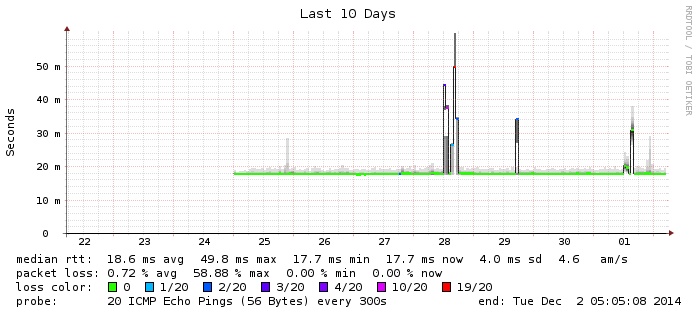 Last 10 Days
RRDTOOL / TOBI OETIKER
Seconds
50 m
40 m
30 m
20 m
10 m
0
22 23 24 25 26 27 28 29 30 01
median rtt: 18.6 ms avg 49.8 ms max 17.7 ms min 17.7 ms now 4.0 ms sd 4.6 am/s
packet loss: 0.72 % avg 58.88 % max 0.00 % min 0.00 % now
loss color: 0 1/20 2/20 3/20 4/20 10/20 19/20
probe: 20 ICMP Echo Pings (56 Bytes) every 300s end: Tue Dec 2 05:05:08 2014